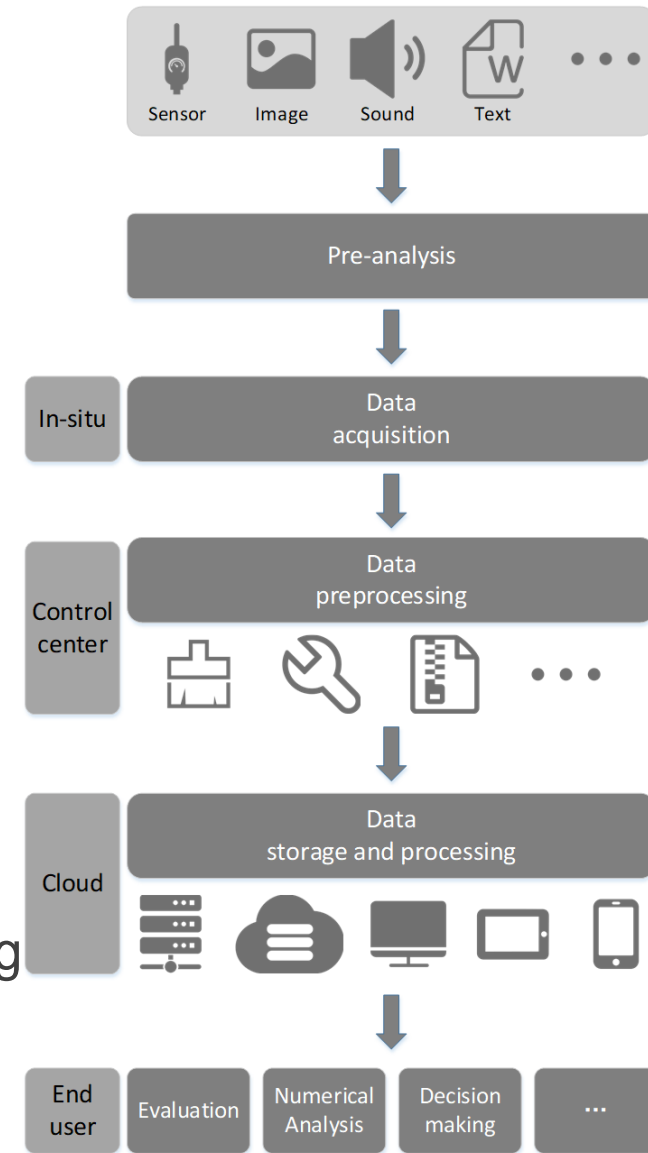 Sensor Image Sound Text
W
Pre-analysis
In-situ
Data
acquisition
Control
center
Data
preprocessing
Cloud
Data
storage and processing
g
End
user
Evaluation
Numerical
Analysis
Decision
making
...